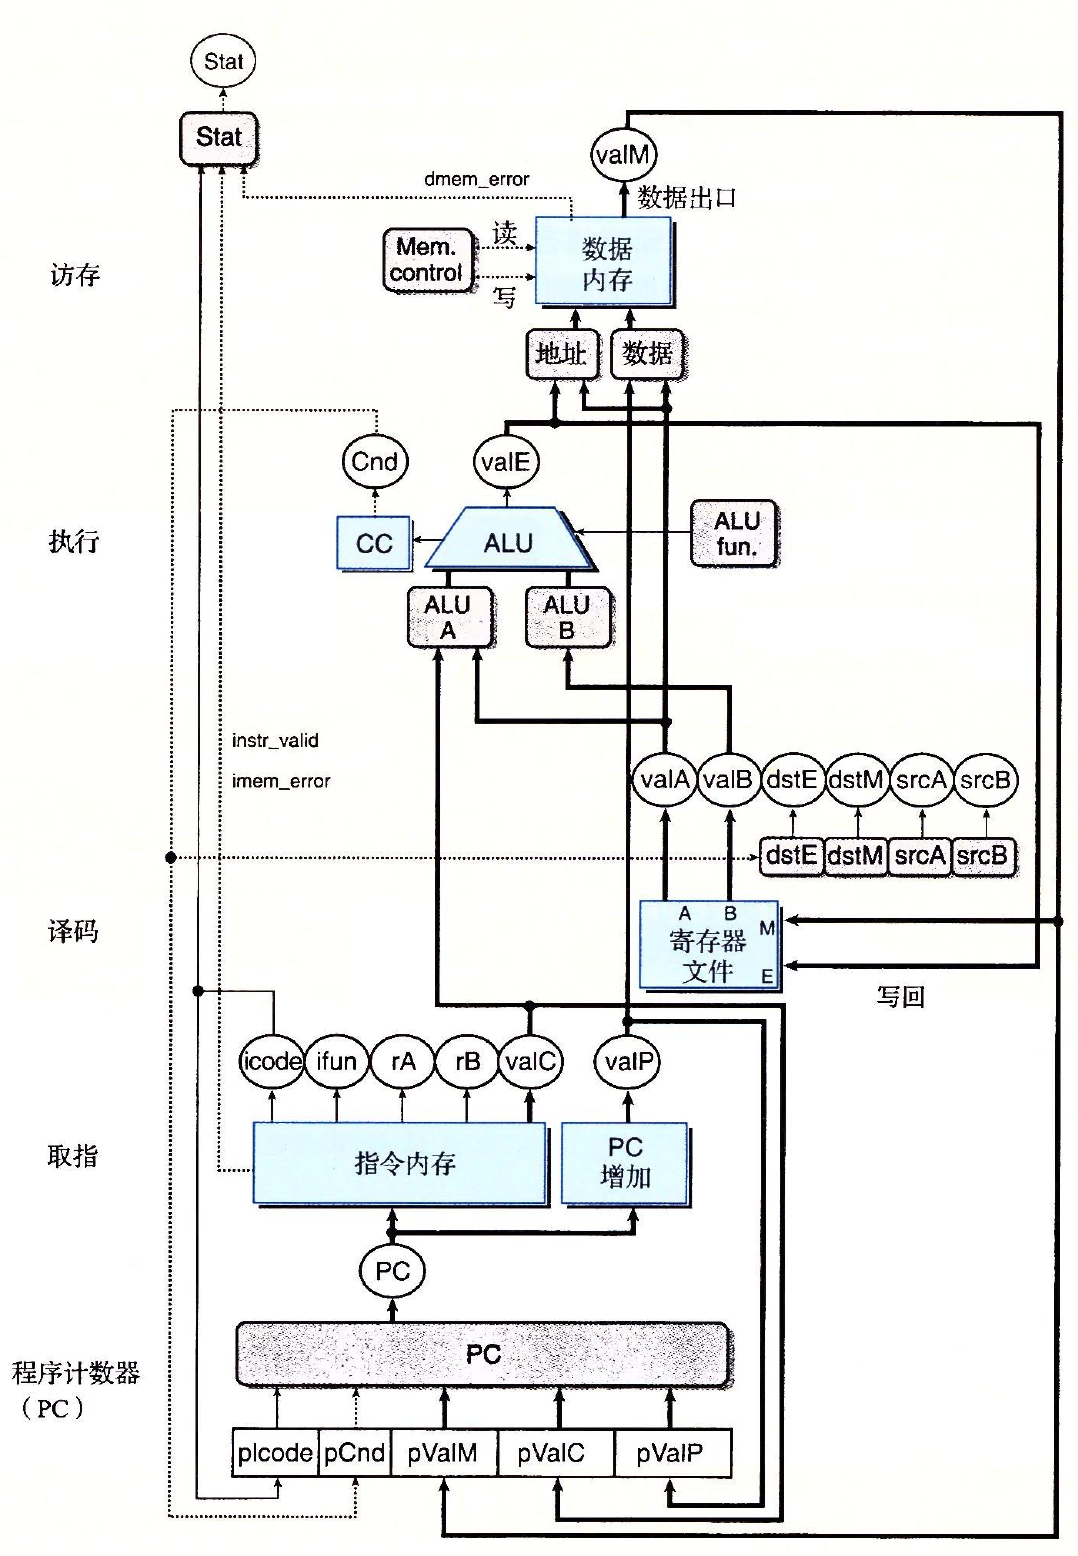 Stat
Stat
valM
dmem_error
数据出口
读
Mem.
control
数据
内存
访存
写
地址
数据
Cnd
valE
ALU
fun.
CC
ALU
执行
ALU
A
ALU
B
instr_valid
imem_error
valA valB dstE dstM srcA srcB
dstE dstM srcA srcB
A B
M
寄存器
文件
E
译码
写回
icode ifun rA rB valC valP
取指
指令内存
PC
增加
PC
PC
程序计数器
（PC）
pIcode pCnd pValM pValC pValP